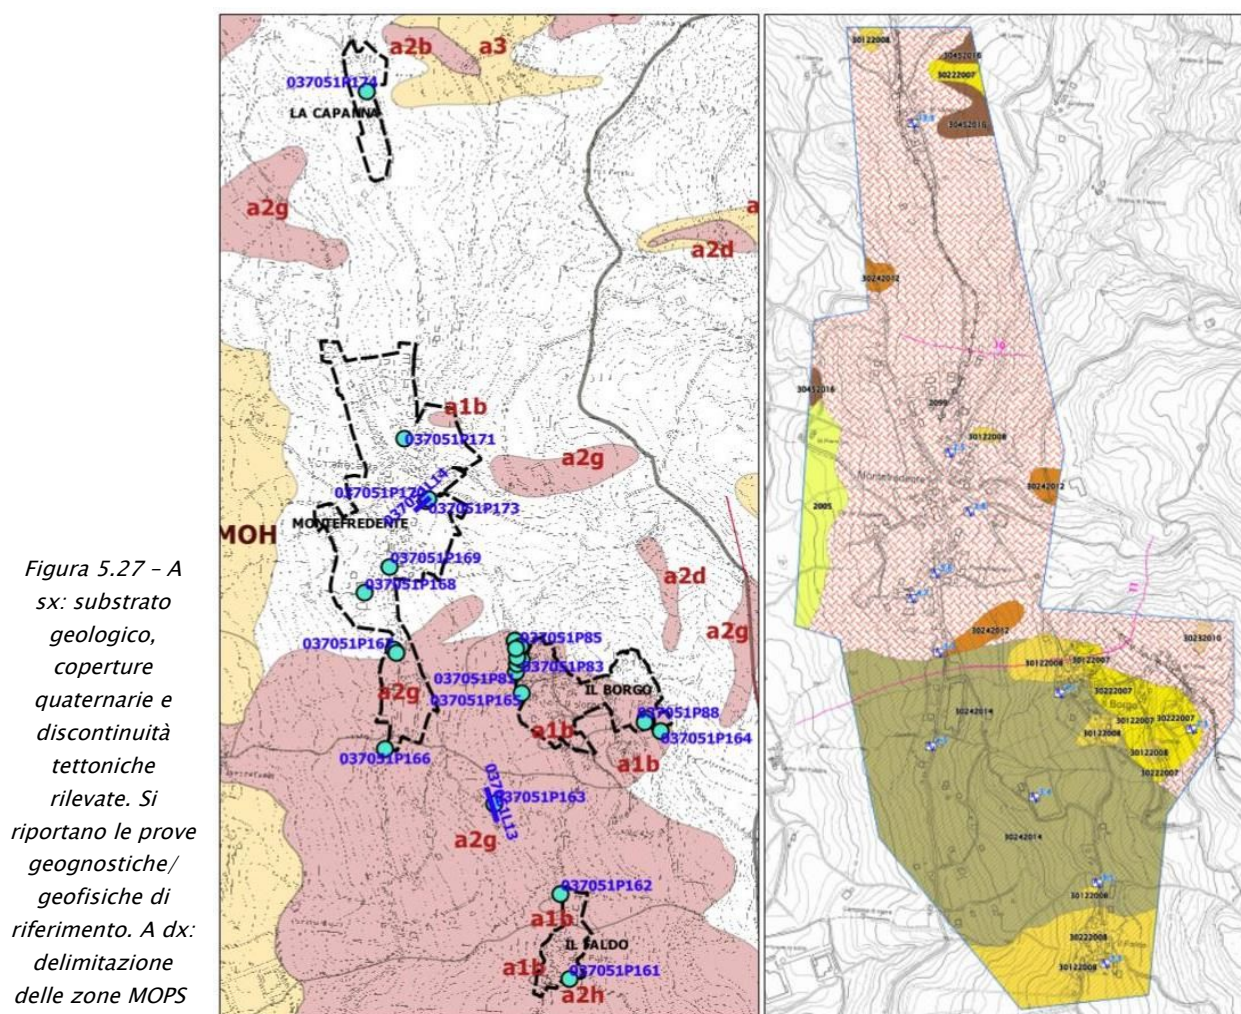 Figura 5.27 – A
sx: substrato
geologico,
coperture
quaternarie e
discontinuità
tettoniche
rilevate. Si
riportano le prove
geognostiche/
geofisiche di
riferimento. A dx:
delimitazione
delle zone MOPS
a2b
a3
037051P174
LA CAPANNA
a2g
a2d
a1b
037051P171
a2g
037051P173
MONTEFREDENTE
MOH
037051P169
037051P168
a2d
a2g
037051P85
037051P83
a2g
037051P165
IL BORGO
037051P88
a1b
037051P164
a1b
037051P166
037051P163
037051L13
a2g
037051P162
a1b
IL FALDO
a1b
037051P161
a2h
30122008
30452016
30222007
30452016
30242012
10
30452016
2099
30122008
Montefredente
30242012
2005
11
30242012
30232010
30122008
30122007
30222007
Borgo
30242014
30122007
30222007
30122008
30122008
30222007
30242014
30122008
30222008
30122008